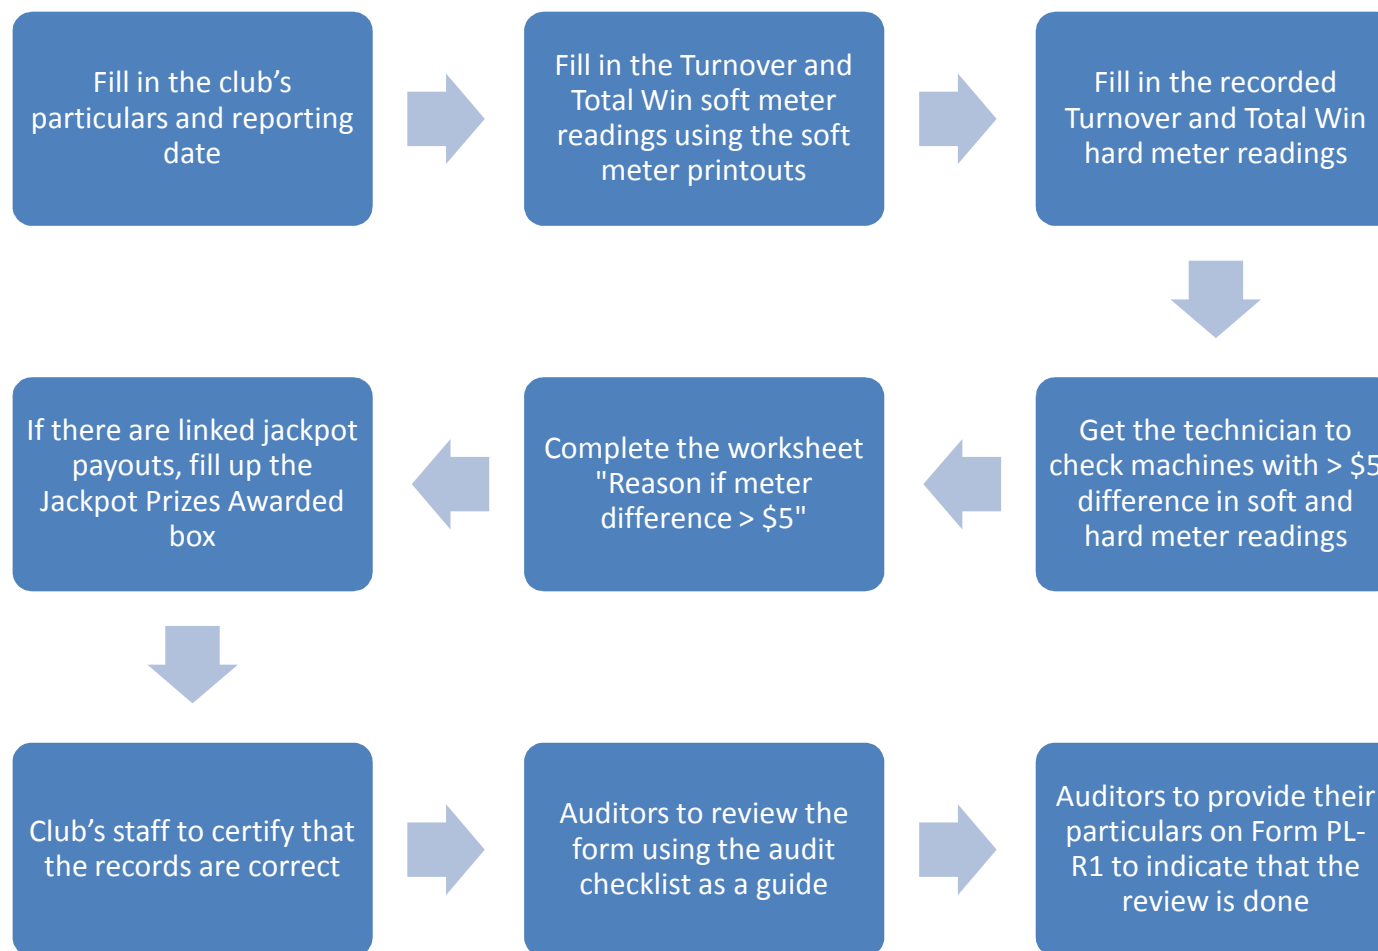 Fill in the club’s
particulars and reporting
date
Fill in the Turnover and
Total Win soft meter
readings using the soft
meter printouts
Fill in the recorded
Turnover and Total Win
hard meter readings
Get the technician to
check machines with > $5
difference in soft and
hard meter readings
Complete the worksheet
"Reason if meter
difference > $5"
If there are linked jackpot
payouts, fill up the
Jackpot Prizes Awarded
box
Club’s staff to certify that
the records are correct
Auditors to review the
form using the audit
checklist as a guide
Auditors to provide their
particulars on Form PL-
R1 to indicate that the
review is done